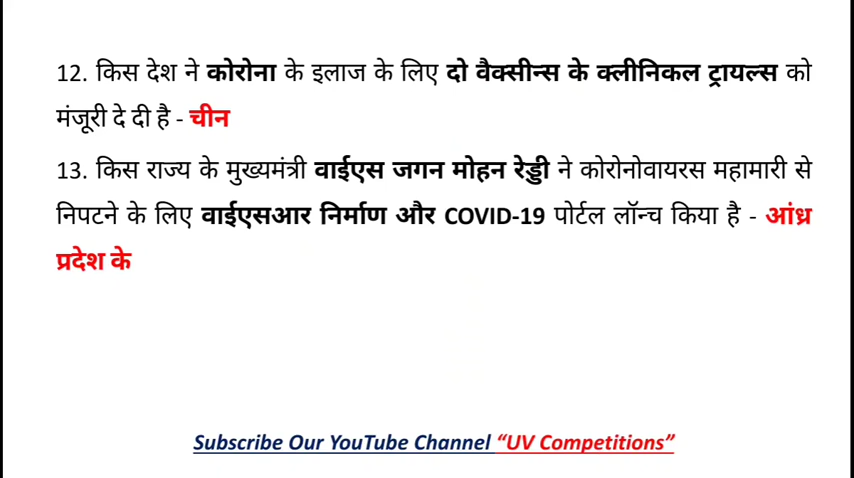 12. किस देश ने कोरोना के इलाज के लिए दो वैक्सीन्स के क्लीनिकल ट्रायल्स को
मंजूरी दे दी है - चीन
13. किस राज्य के मुख्यमंत्री वाईएस जगन मोहन रेड्डी ने कोरोनोवायरस महामारी से
निपटने के लिए वाईएसआर निर्माण और COVID-19 पोर्टल लॉन्च किया है - आंध्र
प्रदेश के
Subscribe Our YouTube Channel “UV Competitions”